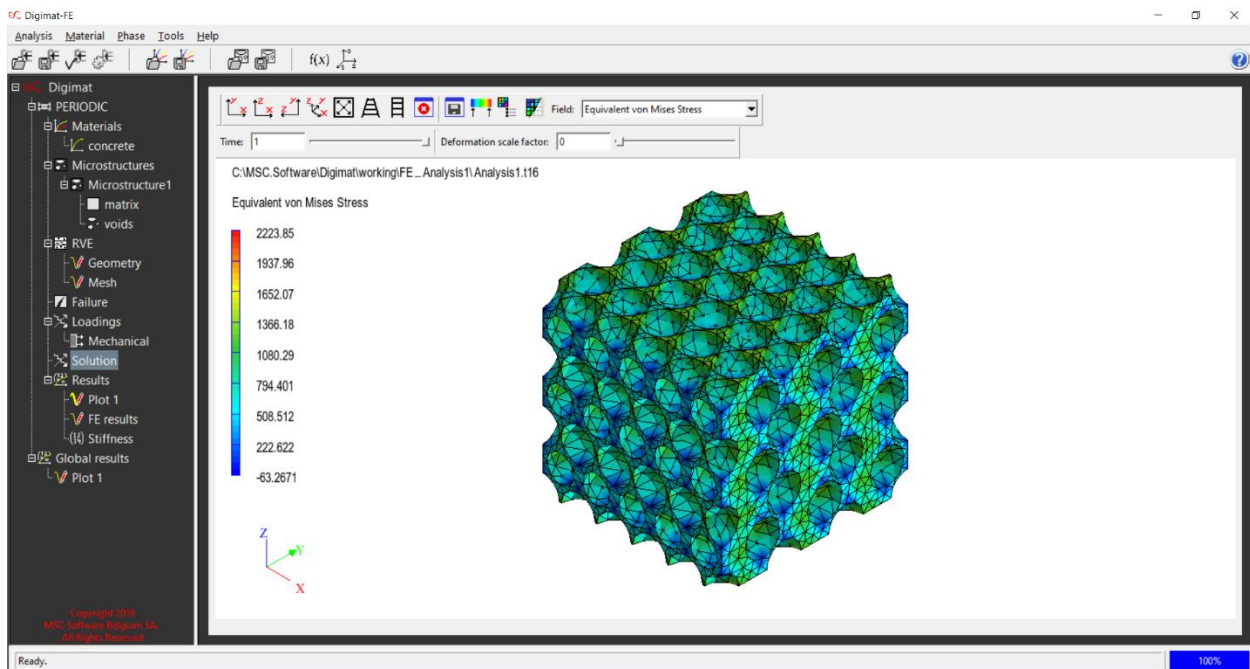 Digimat-FE
Analysis Material Phase Tools Help
f(x)
Digimat
PERIODIC
Materials
concrete
Microstructures
Microstructure1
matrix
voids
RVE
Geometry
Mesh
Failure
Loadings
Mechanical
Solution
Results
Plot 1
FE results
Stiffness
Global results
Plot 1
Copyright 2016
MSC Software Belgium SA.
All Rights Reserved
Field: Equivalent von Mises Stress
Time: 1 Deformation scale factor: 0
C:\MSC.Software\Digimat\working\FE_Analysis1\Analysis1.t16
Equivalent von Mises Stress
2223.85
1937.96
1652.07
1366.18
1080.29
794.401
508.512
222.622
-63.2671
Z
Y
X
Ready. 100%